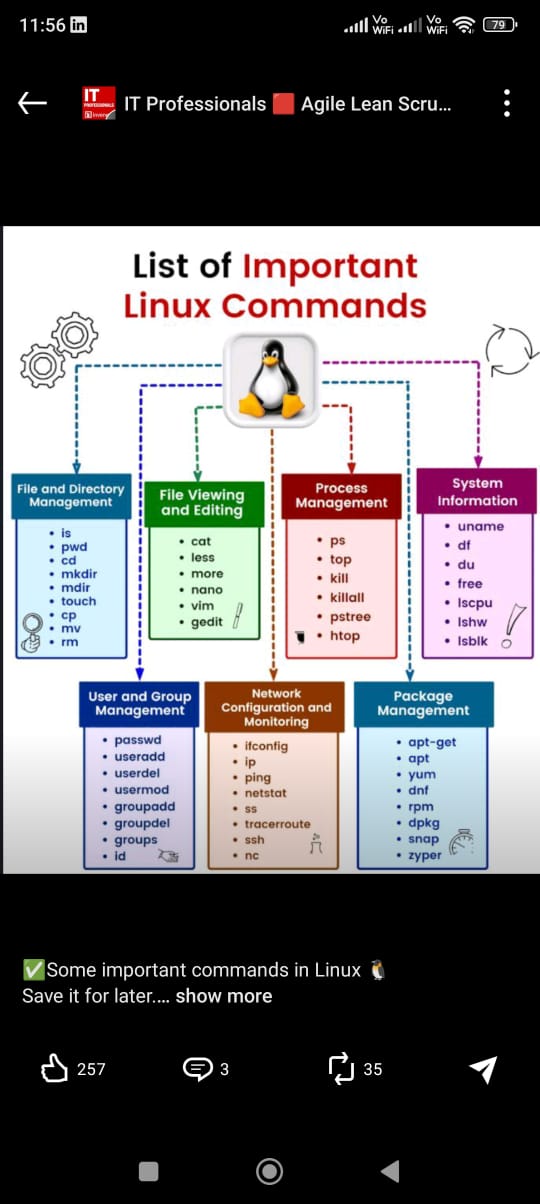 11:56 in
Vo WiFi Vo WiFi 79
IT PROFESSIONALS
IT Professionals 🟥 Agile Lean Scru...
List of Important
Linux Commands
File and Directory
Management
• is
• pwd
• cd
• mkdir
• mdir
• touch
• cp
• mv
• rm
File Viewing
and Editing
• cat
• less
• more
• nano
• vim
• gedit
Process
Management
• ps
• top
• kill
• killall
• pstree
• htop
System
Information
• uname
• df
• du
• free
• lscpu
• lshw
• lsblk
User and Group
Management
• passwd
• useradd
• userdel
• usermod
• groupadd
• groupdel
• groups
• id
Network
Configuration and
Monitoring
• ifconfig
• ip
• ping
• netstat
• ss
• tracerroute
• ssh
• nc
Package
Management
• apt-get
• apt
• yum
• dnf
• rpm
• dpkg
• snap
• zyper
✅Some important commands in Linux 🐧
Save it for later.... show more
257
3
35